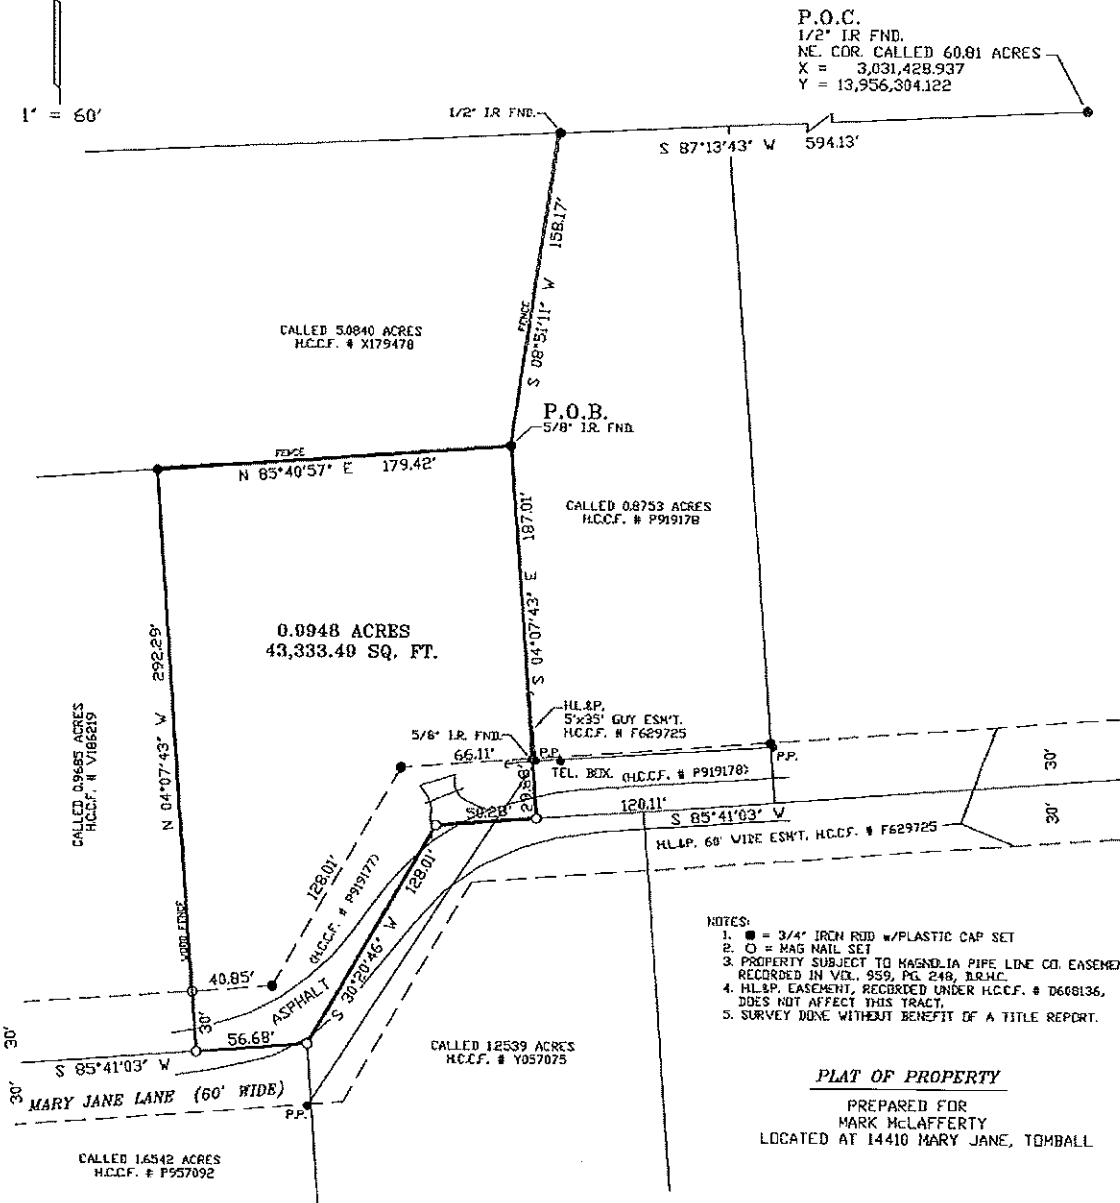 P.O.C.
1/2" I.R FND.
NE. COR. CALLED 60.81 ACRES
X = 3,031,428.937
Y = 13,956,304.122
1" = 60'
1/2" I.R FND.
S 87°13'43" W 594.13'
FENCE
S 08°51'11" W 158.17'
CALLED 5.0840 ACRES
H.C.C.F. # X179478
P.O.B.
5/8" I.R. FND.
FENCE
N 85°40'57" E 179.42'
CALLED 0.8753 ACRES
H.C.C.F. # P919178
S 04°07'43" E 187.01'
0.9948 ACRES
43,333.49 SQ. FT.
N 04°07'43" W 292.29'
CALLED 0.9685 ACRES
H.C.C.F. # V186219
H.L.&P.
5'x35' GUY ESM'T.
H.C.C.F. # F629725
5/8" I.R. FND.
66.11'
P.P.
P.P.
TEL. BOX. (H.C.C.F. # P919178)
29.88'
50.28'
120.11'
S 85°41'03" W
30'
30'
H.L.&P. 60' WIDE ESM'T, H.C.C.F. # F629725
128.01'
(H.C.C.F. # P919177)
128.01'
S 30°20'46" W
WOOD FENCE
40.85'
ASPHALT
30'
56.68'
30'
30'
S 85°41'03" W
MARY JANE LANE (60' WIDE)
P.P.
CALLED 1.2539 ACRES
H.C.C.F. # Y057075
CALLED 1.6542 ACRES
H.C.C.F. # P957092
NOTES:
1. ● = 3/4" IRON ROD w/PLASTIC CAP SET
2. O = MAG NAIL SET
3. PROPERTY SUBJECT TO MAGNOLIA PIPE LINE CO. EASEMEN
RECORDED IN VOL. 959, PG. 248, D.R.H.C.
4. H.L.&P. EASEMENT, RECORDED UNDER H.C.C.F. # D608136,
DOES NOT AFFECT THIS TRACT.
5. SURVEY DONE WITHOUT BENEFIT OF A TITLE REPORT.
PLAT OF PROPERTY
PREPARED FOR
MARK McLAFFERTY
LOCATED AT 14410 MARY JANE, TOMBALL